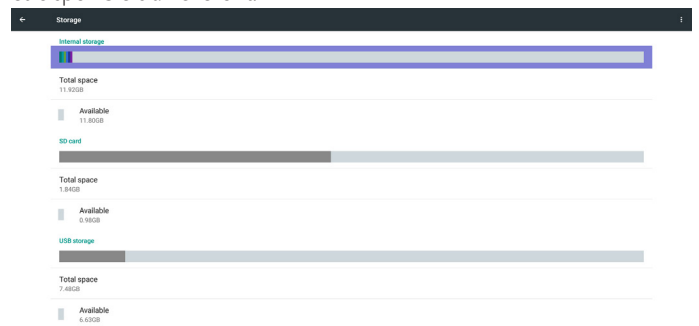 Storage
Internal storage
Total space
11.92GB
Available
11.80GB
SD card
Total space
1.84GB
Available
0.98GB
USB storage
Total space
7.48GB
Available
6.63GB